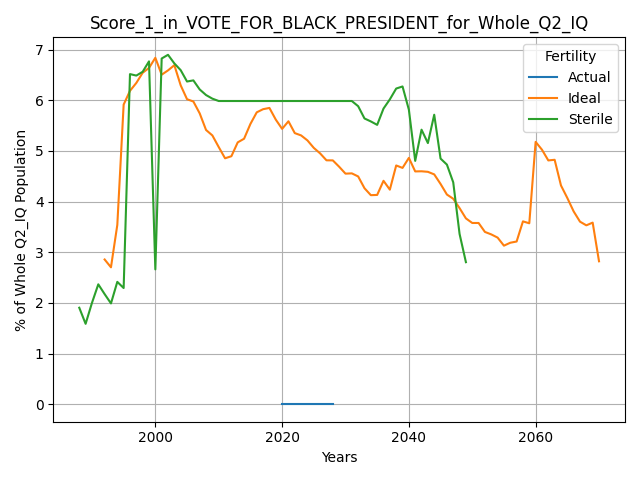 Score_1_in_VOTE_FOR_BLACK_PRESIDENT_for_Whole_Q2_IQ
Fertility
Actual
Ideal
Sterile
% of Whole Q2_IQ Population
7
6
5
4
3
2
1
0
2000
2020
2040
2060
Years